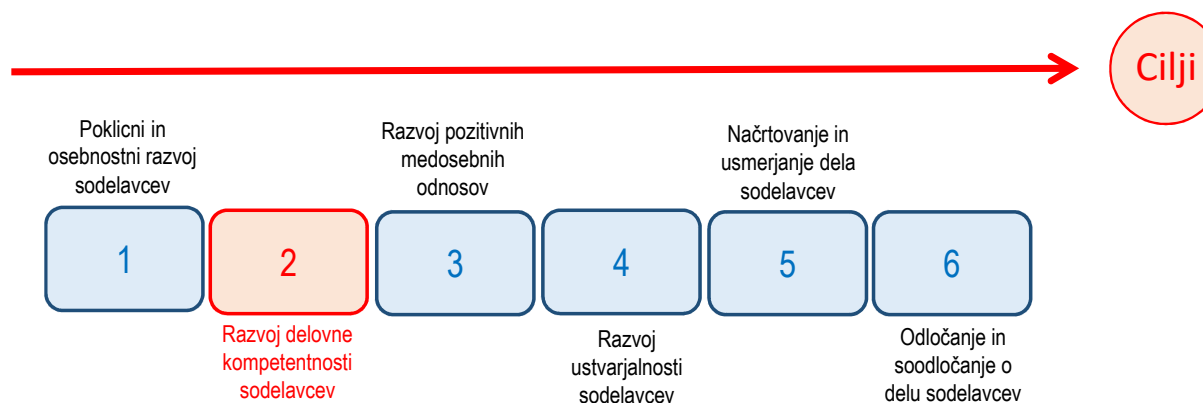 Cilji
Poklicni in
osebnostni razvoj
sodelavcev
Razvoj pozitivnih
medosebnih
odnosov
Načrtovanje in
usmerjanje dela
sodelavcev
1
2
3
4
5
6
Razvoj delovne
kompetentnosti
sodelavcev
Razvoj
ustvarjalnosti
sodelavcev
Odločanje in
soodločanje o
delu sodelavcev